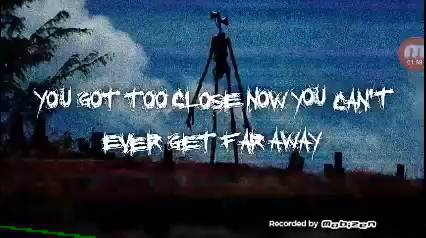 YOU GOT TOO CLOSE NOW YOU CAN'T
EVER GET FAR AWAY
Recorded by Mobizen